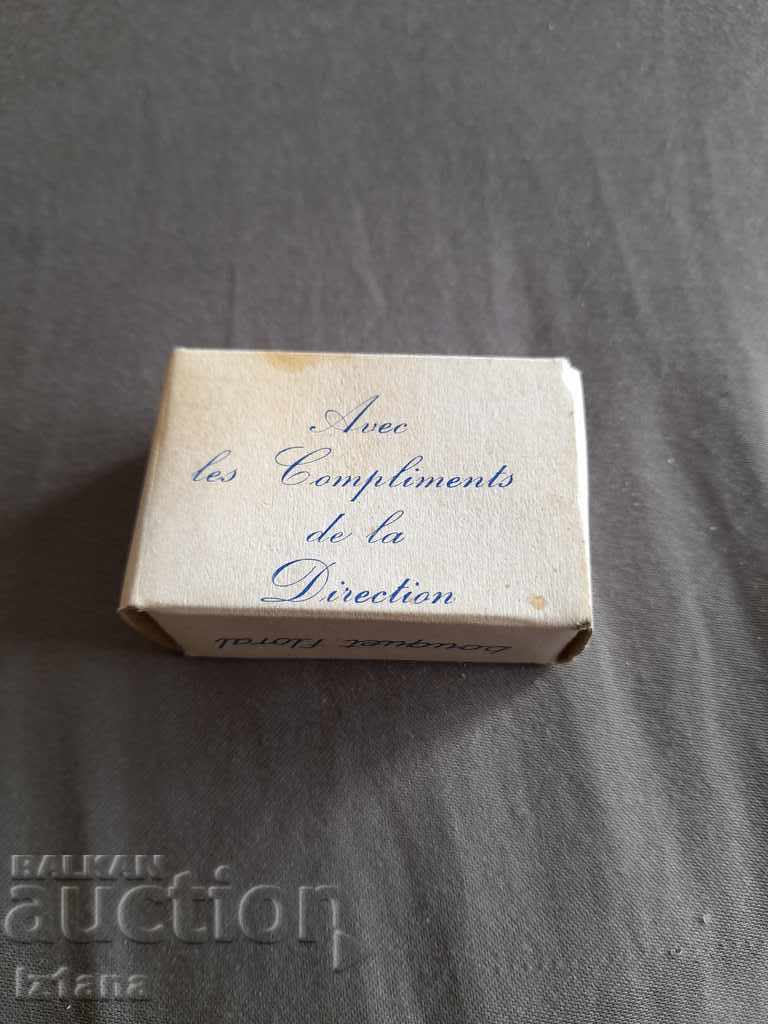 Avec
les Compliments
de la
Direction
bouquet floral
BALKAN
auction
iztana